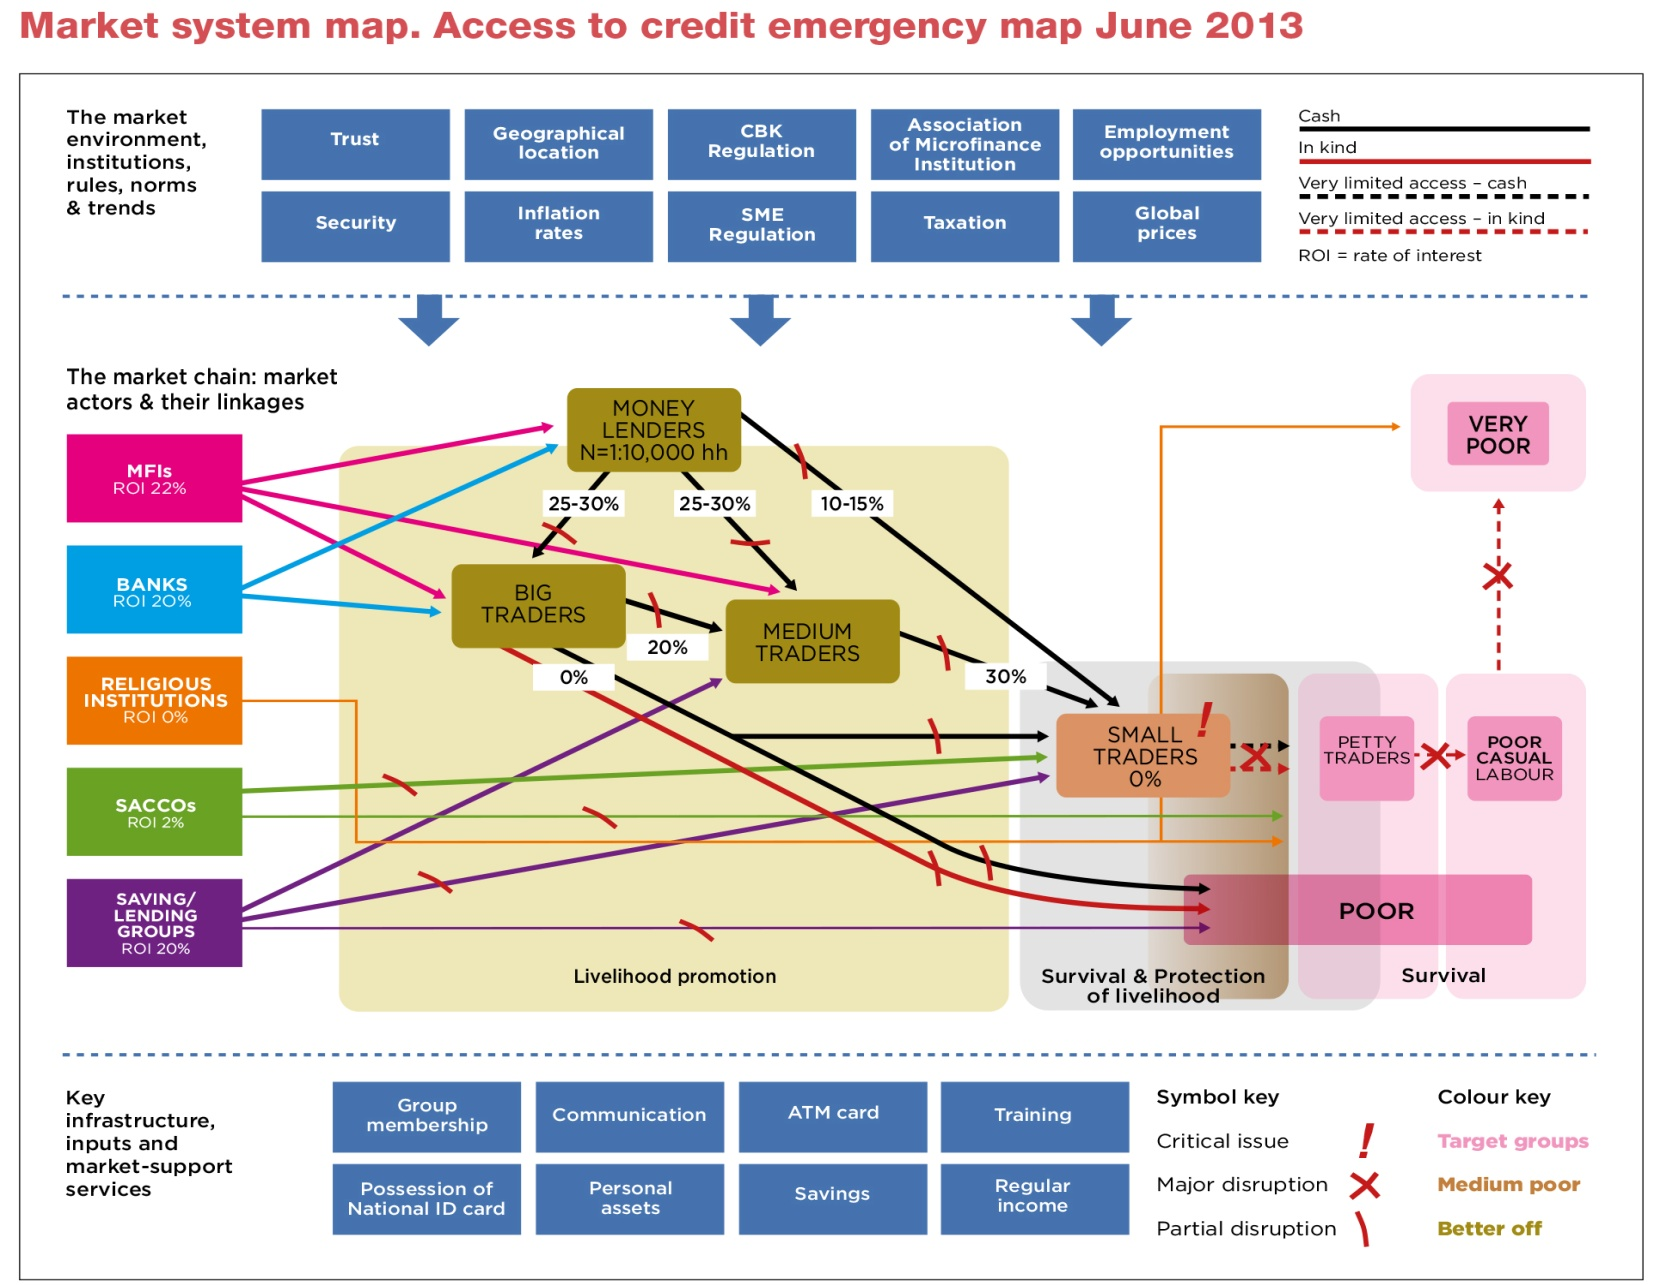 Market system map. Access to credit emergency map June 2013
The market
environment,
institutions,
rules, norms
& trends
Trust
Geographical
location
CBK
Regulation
Association
of Microfinance
Institution
Employment
opportunities
Security
Inflation
rates
SME
Regulation
Taxation
Global
prices
Cash
In kind
Very limited access – cash
Very limited access – in kind
ROI = rate of interest
The market chain: market
actors & their linkages
MFIs
ROI 22%
BANKS
ROI 20%
RELIGIOUS
INSTITUTIONS
ROI 0%
SACCOs
ROI 2%
SAVING/
LENDING
GROUPS
ROI 20%
MONEY
LENDERS
N=1:10,000 hh
25-30%
25-30%
10-15%
BIG
TRADERS
20%
0%
MEDIUM
TRADERS
30%
SMALL
TRADERS
0%
!
VERY
POOR
PETTY
TRADERS
POOR
CASUAL
LABOUR
POOR
Livelihood promotion
Survival & Protection
of livelihood
Survival
Key
infrastructure,
inputs and
market-support
services
Group
membership
Communication
ATM card
Training
Possession of
National ID card
Personal
assets
Savings
Regular
income
Symbol key
Critical issue !
Major disruption
Partial disruption
Colour key
Target groups
Medium poor
Better off